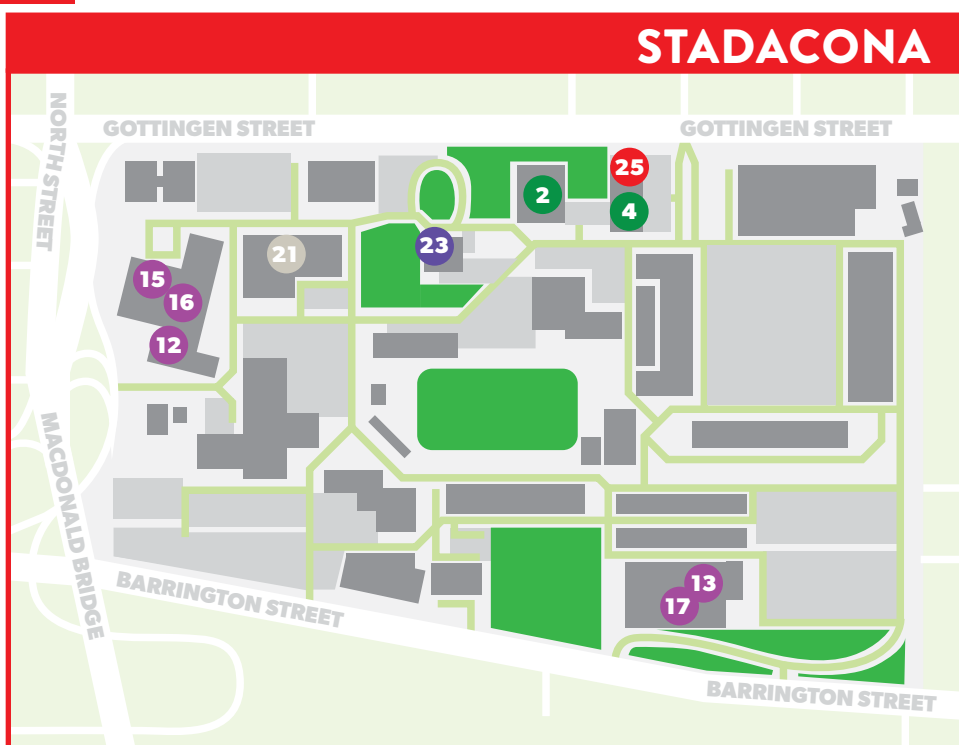 STADACONA
NORTH STREET
GOTTINGEN STREET
GOTTINGEN STREET
25
2
4
23
21
15
16
12
MACDONALD BRIDGE
13
17
BARRINGTON STREET
BARRINGTON STREET